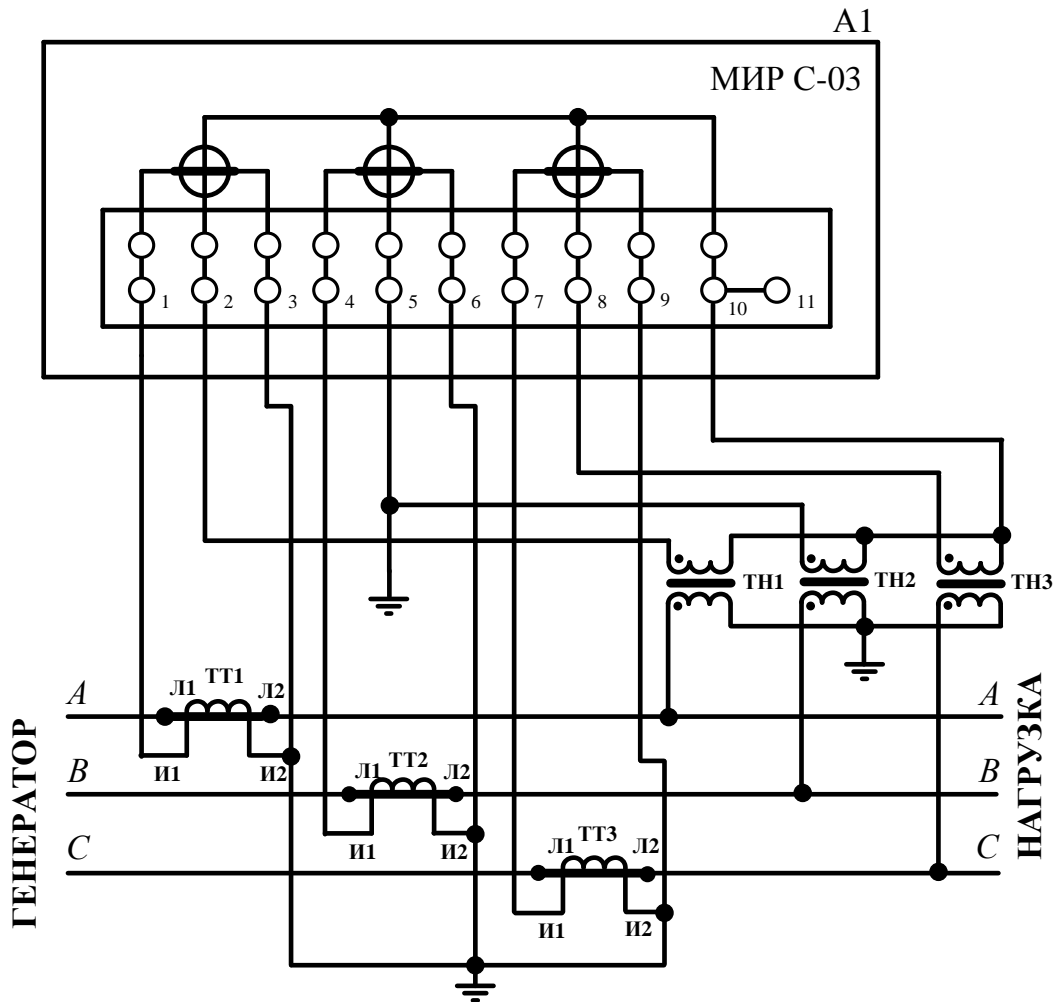 А1
МИР С-03
1 2 3 4 5 6 7 8 9 10 11
ТН1 ТН2 ТН3
A Л1 ТТ1 Л2 A
И1 И2
B Л1 ТТ2 Л2 B
И1 И2
C Л1 ТТ3 Л2 C
И1 И2
ГЕНЕРАТОР
НАГРУЗКА